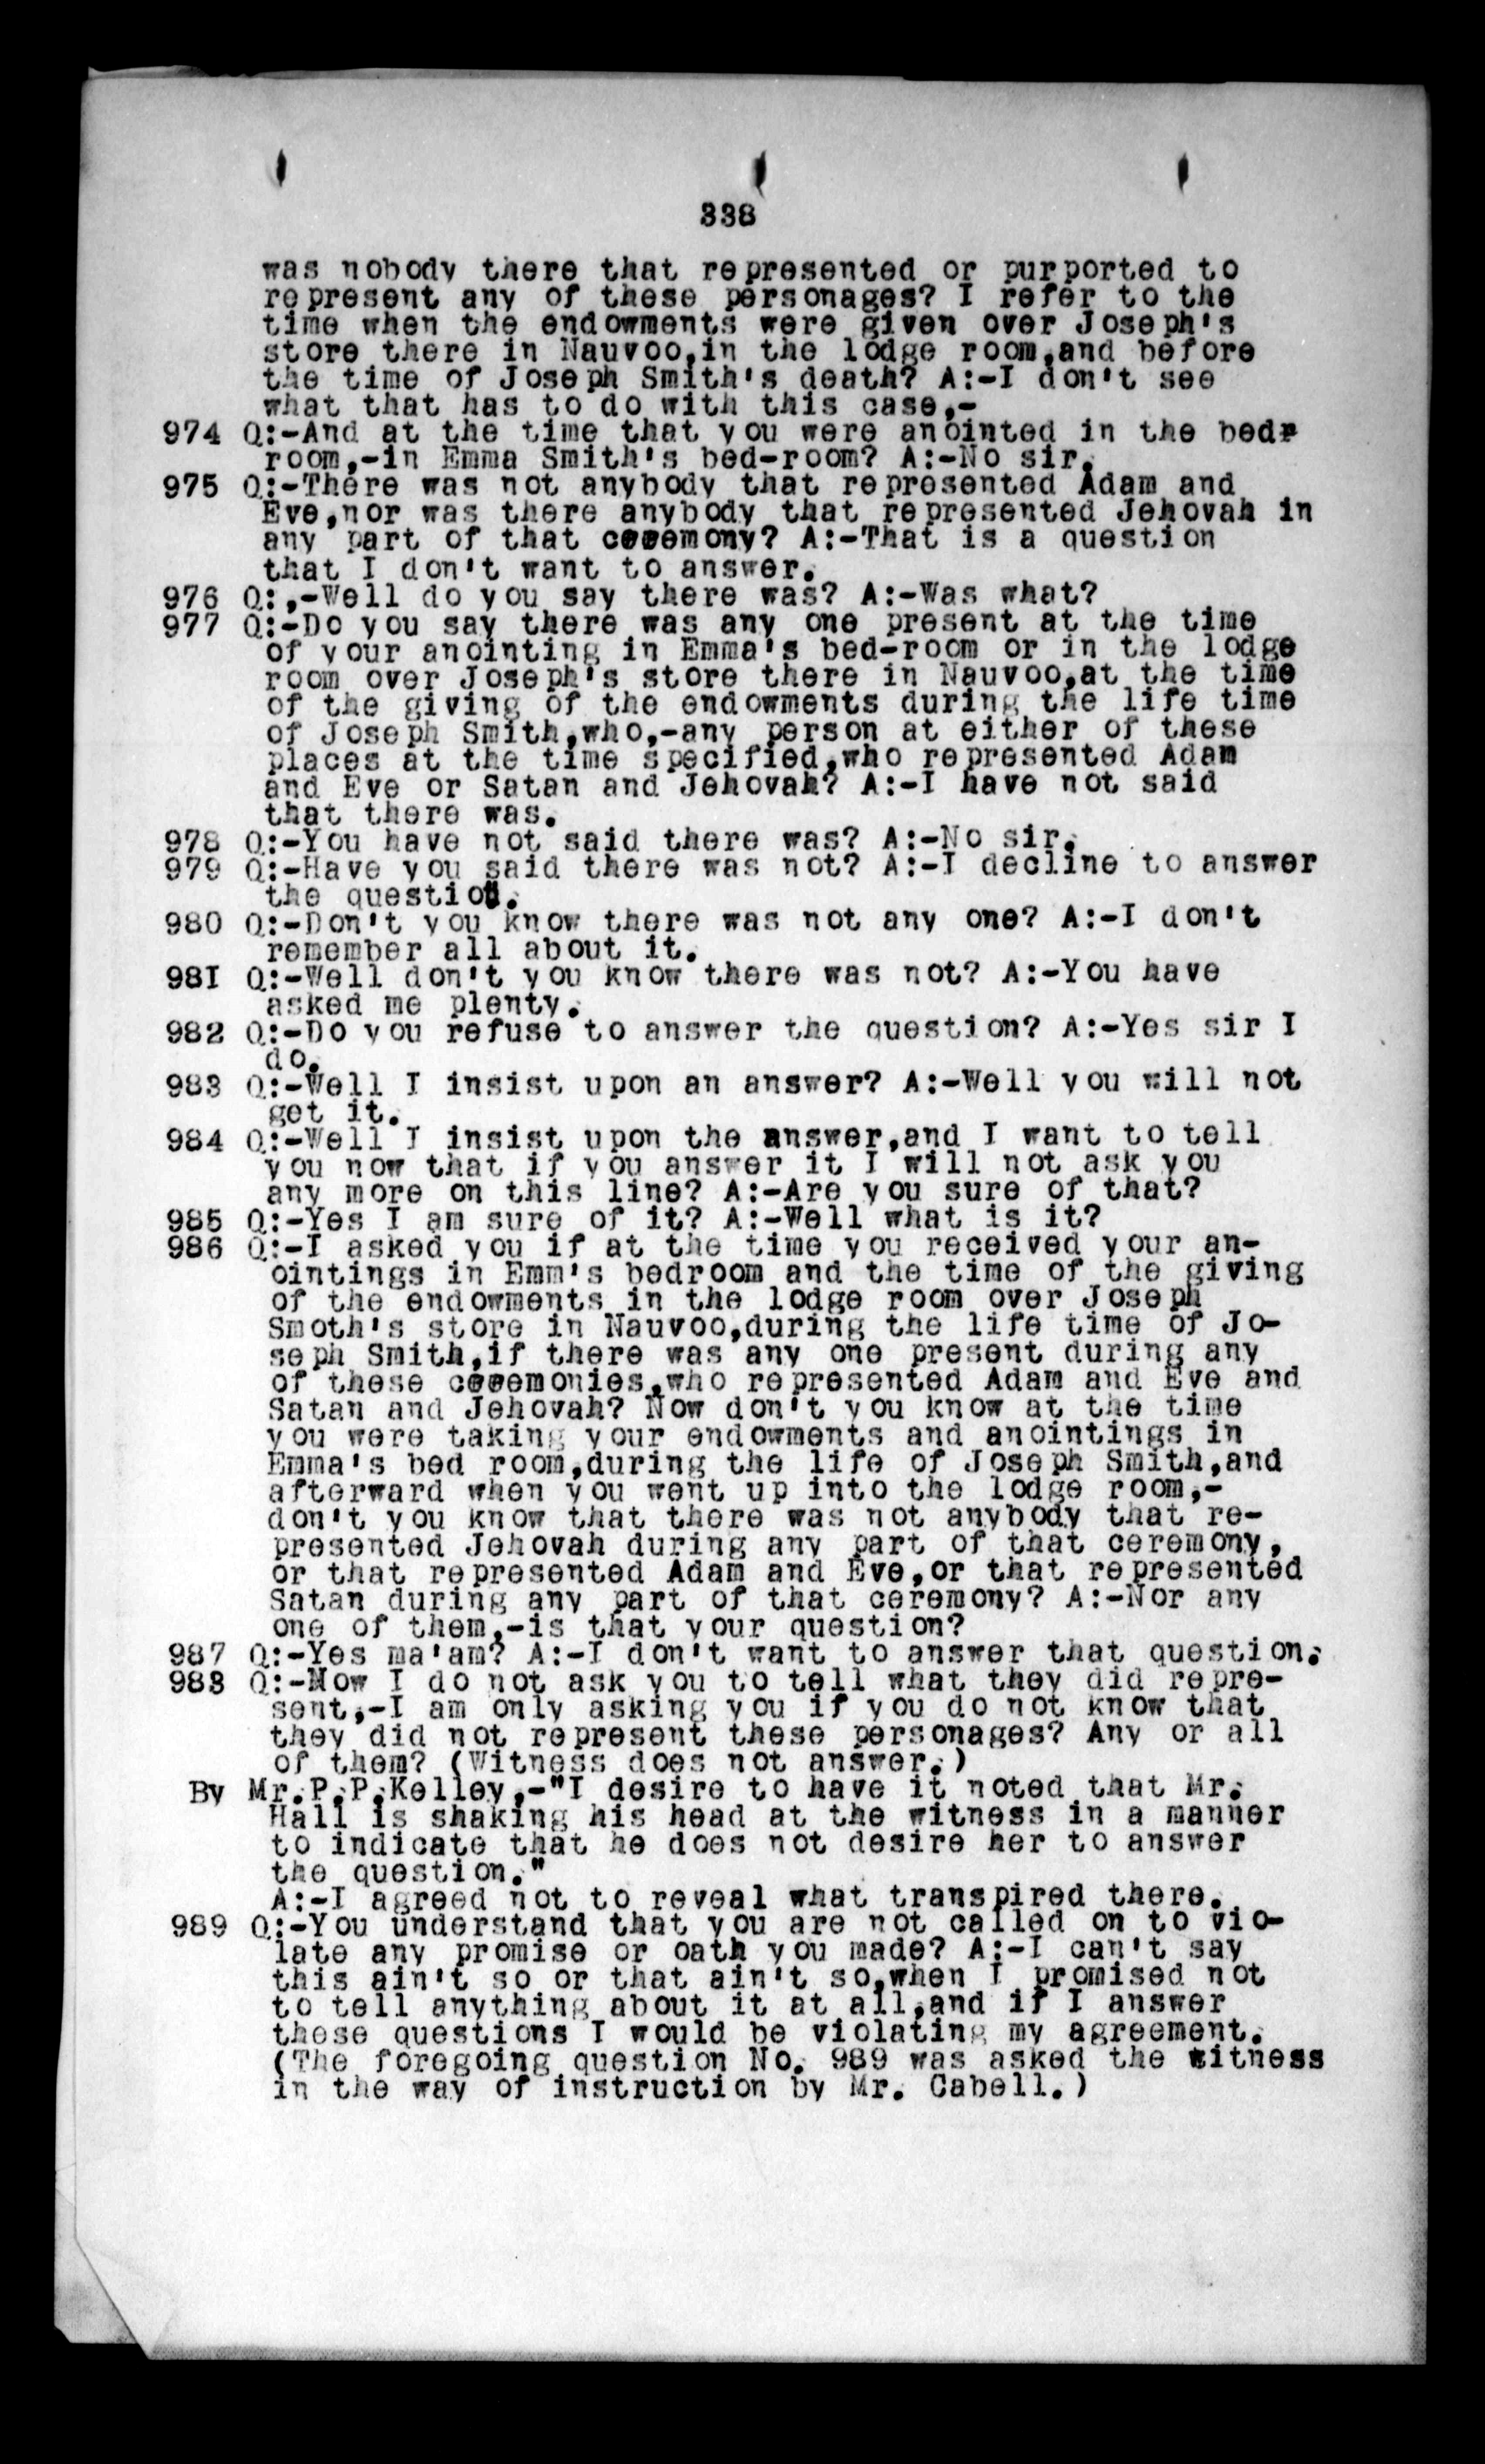 338
was nobody there that represented or purported to
represent any of these personages? I refer to the
time when the endowments were given over Joseph's
store there in Nauvoo,in the lodge room,and before
the time of Joseph Smith's death? A:-I don't see
what that has to do with this case,-
974 Q:-And at the time that you were anointed in the bedr
room,-in Emma Smith's bed-room? A:-No sir.
975 Q:-There was not anybody that represented Adam and
Eve,nor was there anybody that represented Jehovah in
any part of that ceremony? A:-That is a question
that I don't want to answer.
976 Q:,-Well do you say there was? A:-Was what?
977 Q:-Do you say there was any one present at the time
of your anointing in Emma's bed-room or in the lodge
room over Joseph's store there in Nauvoo,at the time
of the giving of the endowments during the life time
of Joseph Smith,who,-any person at either of these
places at the time specified,who represented Adam
and Eve or Satan and Jehovah? A:-I have not said
that there was.
978 Q:-You have not said there was? A:-No sir.
979 Q:-Have you said there was not? A:-I decline to answer
the question.
980 Q:-Don't you know there was not any one? A:-I don't
remember all about it.
981 Q:-Well don't you know there was not? A:-You have
asked me plenty.
982 Q:-Do you refuse to answer the question? A:-Yes sir I
do.
983 Q:-Well I insist upon an answer? A:-Well you will not
get it.
984 Q:-Well I insist upon the answer,and I want to tell
you now that if you answer it I will not ask you
any more on this line? A:-Are you sure of that?
985 Q:-Yes I am sure of it? A:-Well what is it?
986 Q:-I asked you if at the time you received your an-
ointings in Emm's bedroom and the time of the giving
of the endowments in the lodge room over Joseph
Smoth's store in Nauvoo,during the life time of Jo-
seph Smith,if there was any one present during any
of these ceremonies,who represented Adam and Eve and
Satan and Jehovah? Now don't you know at the time
you were taking your endowments and anointings in
Emma's bed room,during the life of Joseph Smith,and
afterward when you went up into the lodge room,-
don't you know that there was not anybody that re-
presented Jehovah during any part of that ceremony,
or that represented Adam and Eve,or that represented
Satan during any part of that ceremony? A:-Nor any
one of them,-is that your question?
987 Q:-Yes ma'am? A:-I don't want to answer that question.
988 Q:-Now I do not ask you to tell what they did repre-
sent,-I am only asking you if you do not know that
they did not represent these personages? Any or all
of them? (Witness does not answer.)
By Mr.P.P.Kelley,-"I desire to have it noted that Mr.
Hall is shaking his head at the witness in a manner
to indicate that he does not desire her to answer
the question."
A:-I agreed not to reveal what transpired there.
989 Q:-You understand that you are not called on to vio-
late any promise or oath you made? A:-I can't say
this ain't so or that ain't so,when I promised not
to tell anything about it at all,and if I answer
these questions I would be violating my agreement.
(The foregoing question No. 989 was asked the witness
in the way of instruction by Mr. Cabell.)